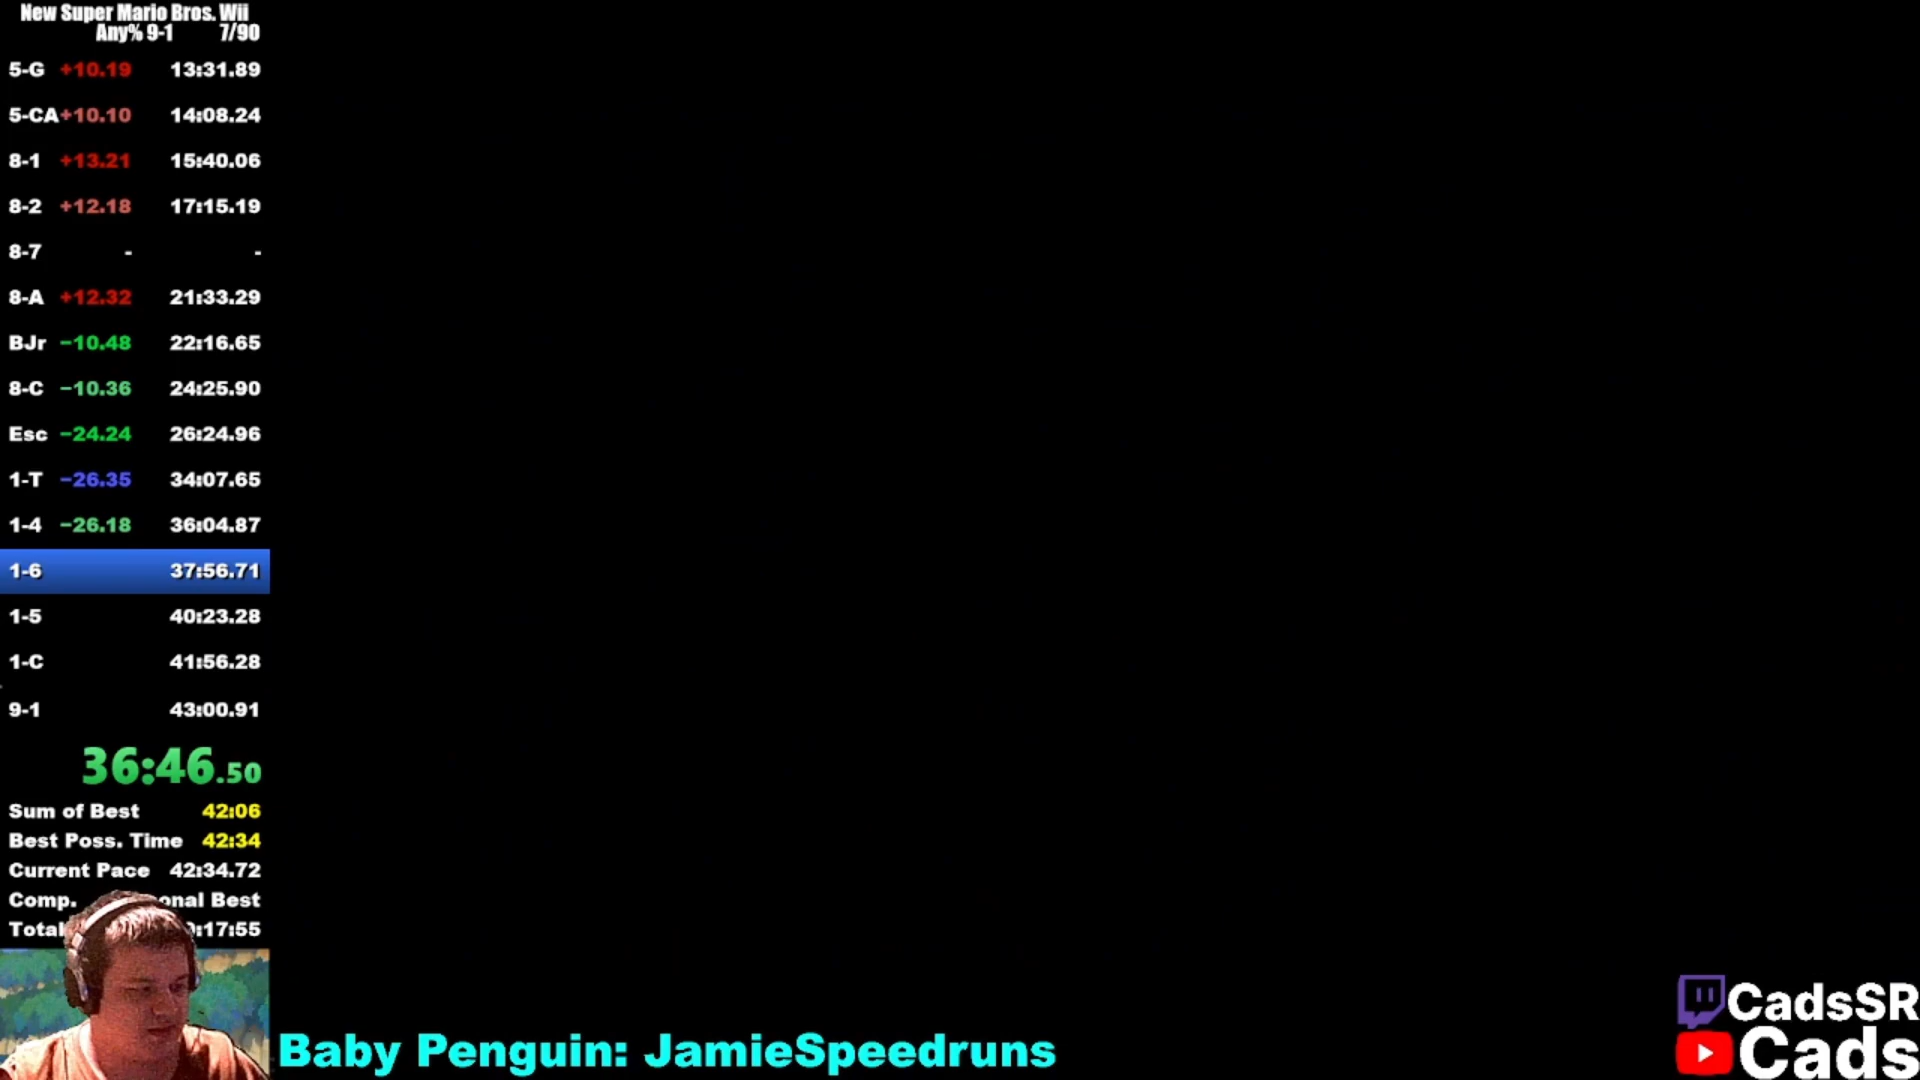 New Super Mario Bros. Wii
Any% 9-1 7/90
5-G +10.19 13:31.89
5-CA +10.10 14:08.24
8-1 +13.21 15:40.06
8-2 +12.18 17:15.19
8-7 - -
8-A +12.32 21:33.29
BJr −10.48 22:16.65
8-C −10.36 24:25.90
Esc −24.24 26:24.96
1-T −26.35 34:07.65
1-4 −26.18 36:04.87
1-6 37:56.71
1-5 40:23.28
1-C 41:56.28
9-1 43:00.91
36:46.50
Sum of Best 42:06
Best Poss. Time 42:34
Current Pace 42:34.72
Comp. onal Best
Total :17:55
Baby Penguin: JamieSpeedruns
CadsSR
Cads